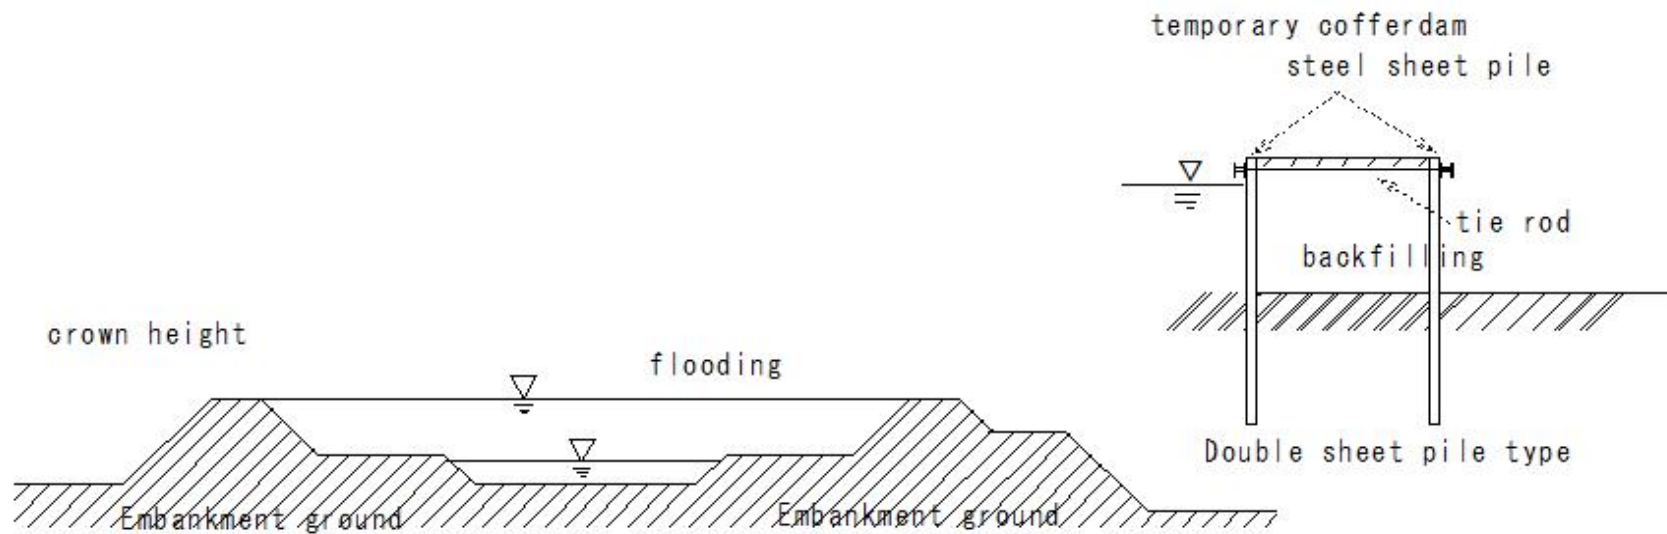 temporary cofferdam
steel sheet pile
tie rod
backfilling
crown height
flooding
Double sheet pile type
Embankment ground
Embankment ground